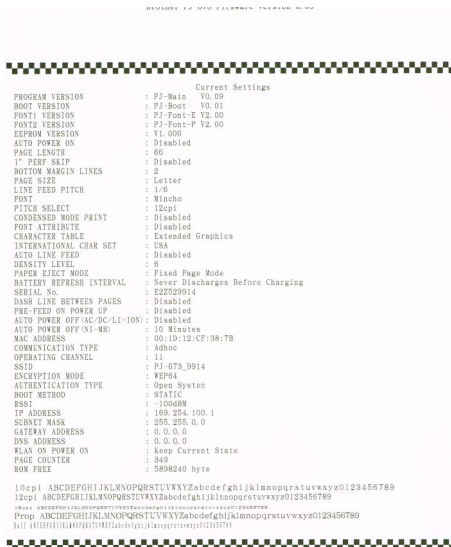 Current Settings
PROGRAM VERSION : PJ-Main V0.09
BOOT VERSION : PJ-Boot V0.01
FONT1 VERSION : PJ-Font-E V2.00
FONT2 VERSION : PJ-Font-P V2.00
EEPROM VERSION : V1.000
AUTO POWER ON : Disabled
PAGE LENGTH : 66
1" PERF SKIP : Disabled
BOTTOM MARGIN LINES : 2
PAGE SIZE : Letter
LINE FEED PITCH : 1/6
FONT : Mincho
PITCH SELECT : 12cpi
CONDENSED MODE PRINT : Disabled
FONT ATTRIBUTE : Disabled
CHARACTER TABLE : Extended Graphics
INTERNATIONAL CHAR SET : USA
AUTO LINE FEED : Disabled
DENSITY LEVEL : 6
PAPER EJECT MODE : Fixed Page Mode
BATTERY REFRESH INTERVAL : Never Discharges Before Charging
SERIAL No. : E2Z529914
DASH LINE BETWEEN PAGES : Disabled
PRE-FEED ON POWER UP : Disabled
AUTO POWER OFF(AC/DC/LI-ION): Disabled
AUTO POWER OFF(NI-MH) : 10 Minutes
MAC ADDRESS : 00:1D:12:CF:38:7B
COMMUNICATION TYPE : Adhoc
OPERATING CHANNEL : 11
SSID : PJ-673_9914
ENCRYPTION MODE : WEP64
AUTHENTICATION TYPE : Open System
BOOT METHOD : STATIC
RSSI : -100dBM
IP ADDRESS : 169.254.100.1
SUBNET MASK : 255.255.0.0
GATEWAY ADDRESS : 0.0.0.0
DNS ADDRESS : 0.0.0.0
WLAN ON POWER ON : Keep Current State
PAGE COUNTER : 349
ROM FREE : 5898240 byte
10cpi ABCDEFGHIJKLMNOPQRSTUVWXYZabcdefghijklmnopqrstuvwxyz0123456789
12cpi ABCDEFGHIJKLMNOPQRSTUVWXYZabcdefghijklmnopqrstuvwxyz0123456789
Prop ABCDEFGHIJKLMNOPQRSTUVWXYZabcdefghijklmnopqrstuvwxyz0123456789